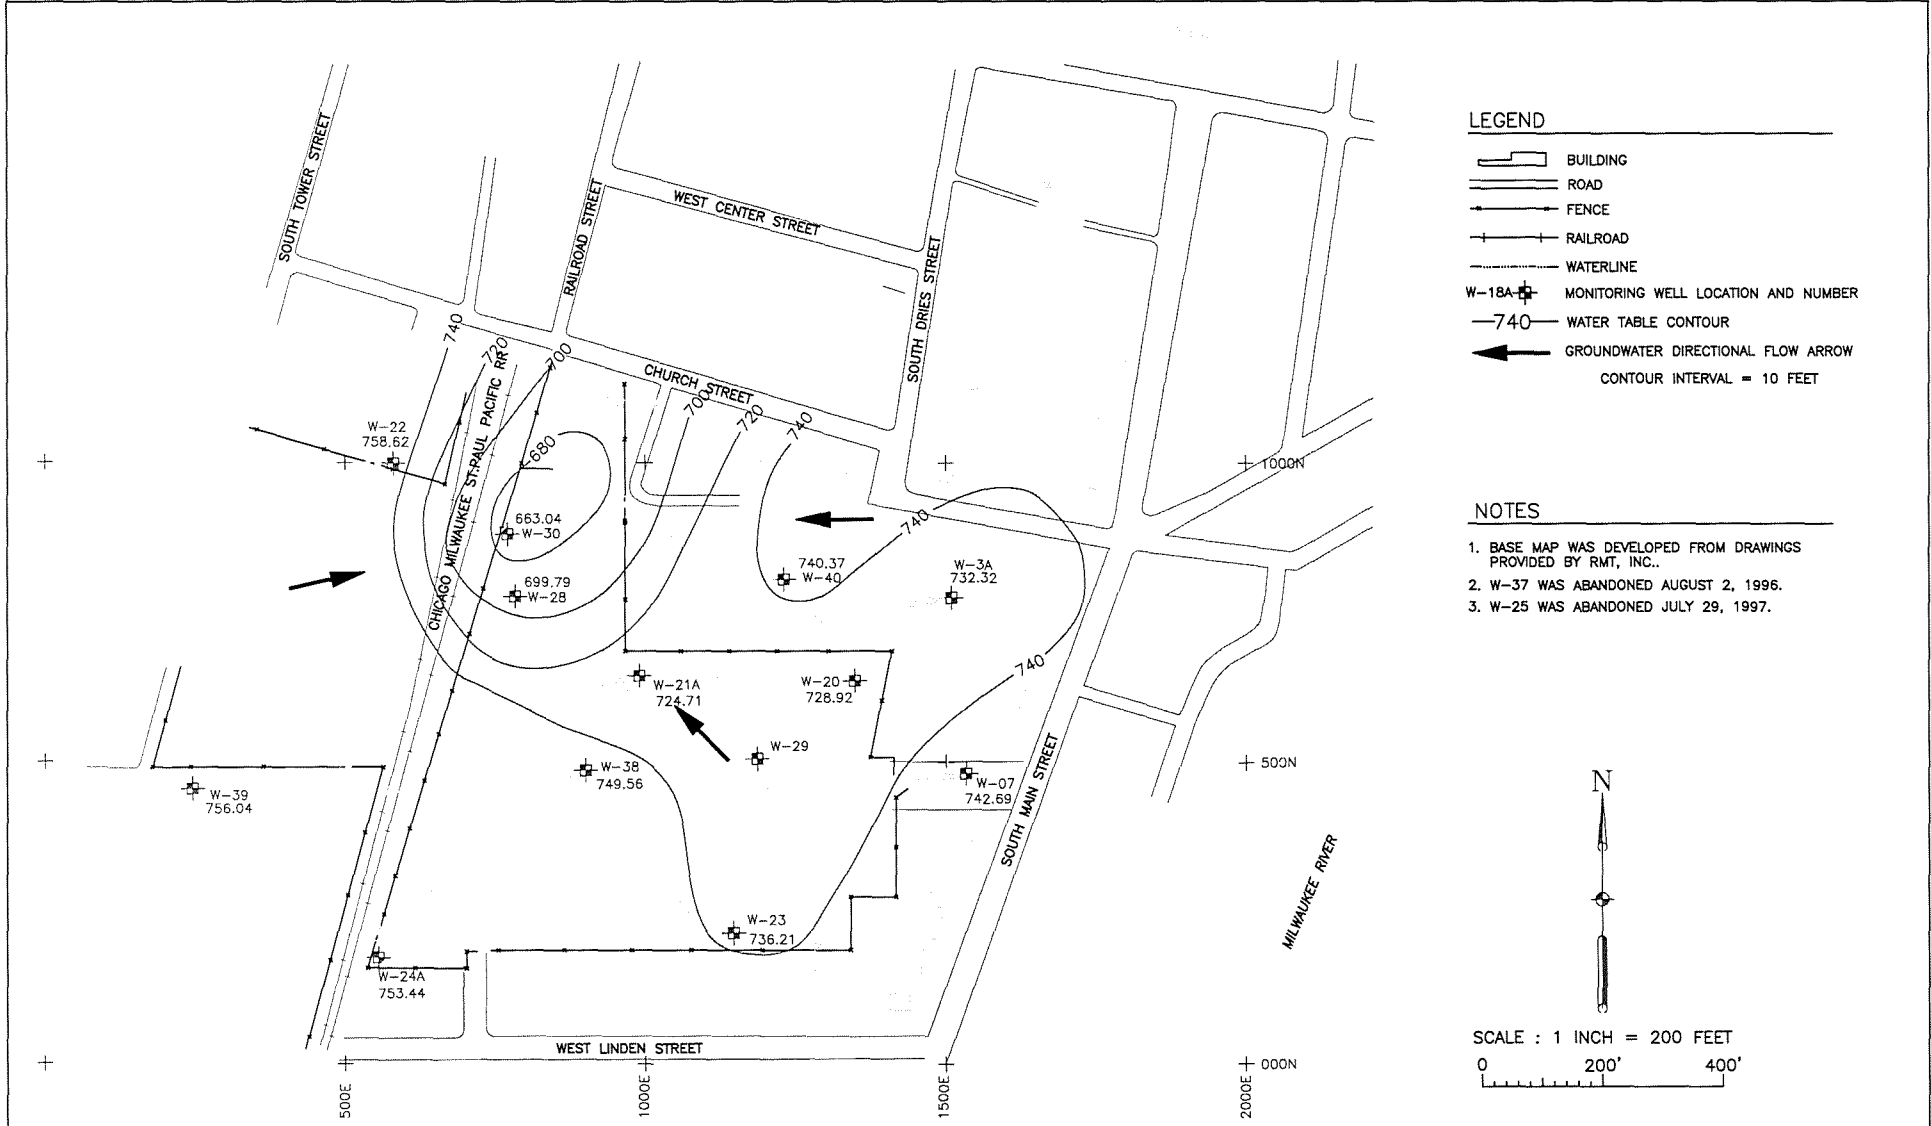 SOUTH TOWER STREET
RAILROAD STREET
WEST CENTER STREET
SOUTH DRIES STREET
CHURCH STREET
CHICAGO MILWAUKEE ST.PAUL PACIFIC RR
740
720
700
680
700
720
740
740
740
W-22
758.62
663.04
W-30
699.79
W-28
740.37
W-40
W-3A
732.32
W-21A
724.71
W-20
728.92
W-29
W-38
749.56
W-39
756.04
W-07
742.69
W-23
736.21
W-24A
753.44
SOUTH MAIN STREET
MILWAUKEE RIVER
WEST LINDEN STREET
1000N
500N
000N
500E
1000E
1500E
2000E
LEGEND
BUILDING
ROAD
FENCE
RAILROAD
WATERLINE
W-18A MONITORING WELL LOCATION AND NUMBER
740 WATER TABLE CONTOUR
GROUNDWATER DIRECTIONAL FLOW ARROW
CONTOUR INTERVAL = 10 FEET
NOTES
1. BASE MAP WAS DEVELOPED FROM DRAWINGS
PROVIDED BY RMT, INC..
2. W-37 WAS ABANDONED AUGUST 2, 1996.
3. W-25 WAS ABANDONED JULY 29, 1997.
N
SCALE : 1 INCH = 200 FEET
0 200' 400'